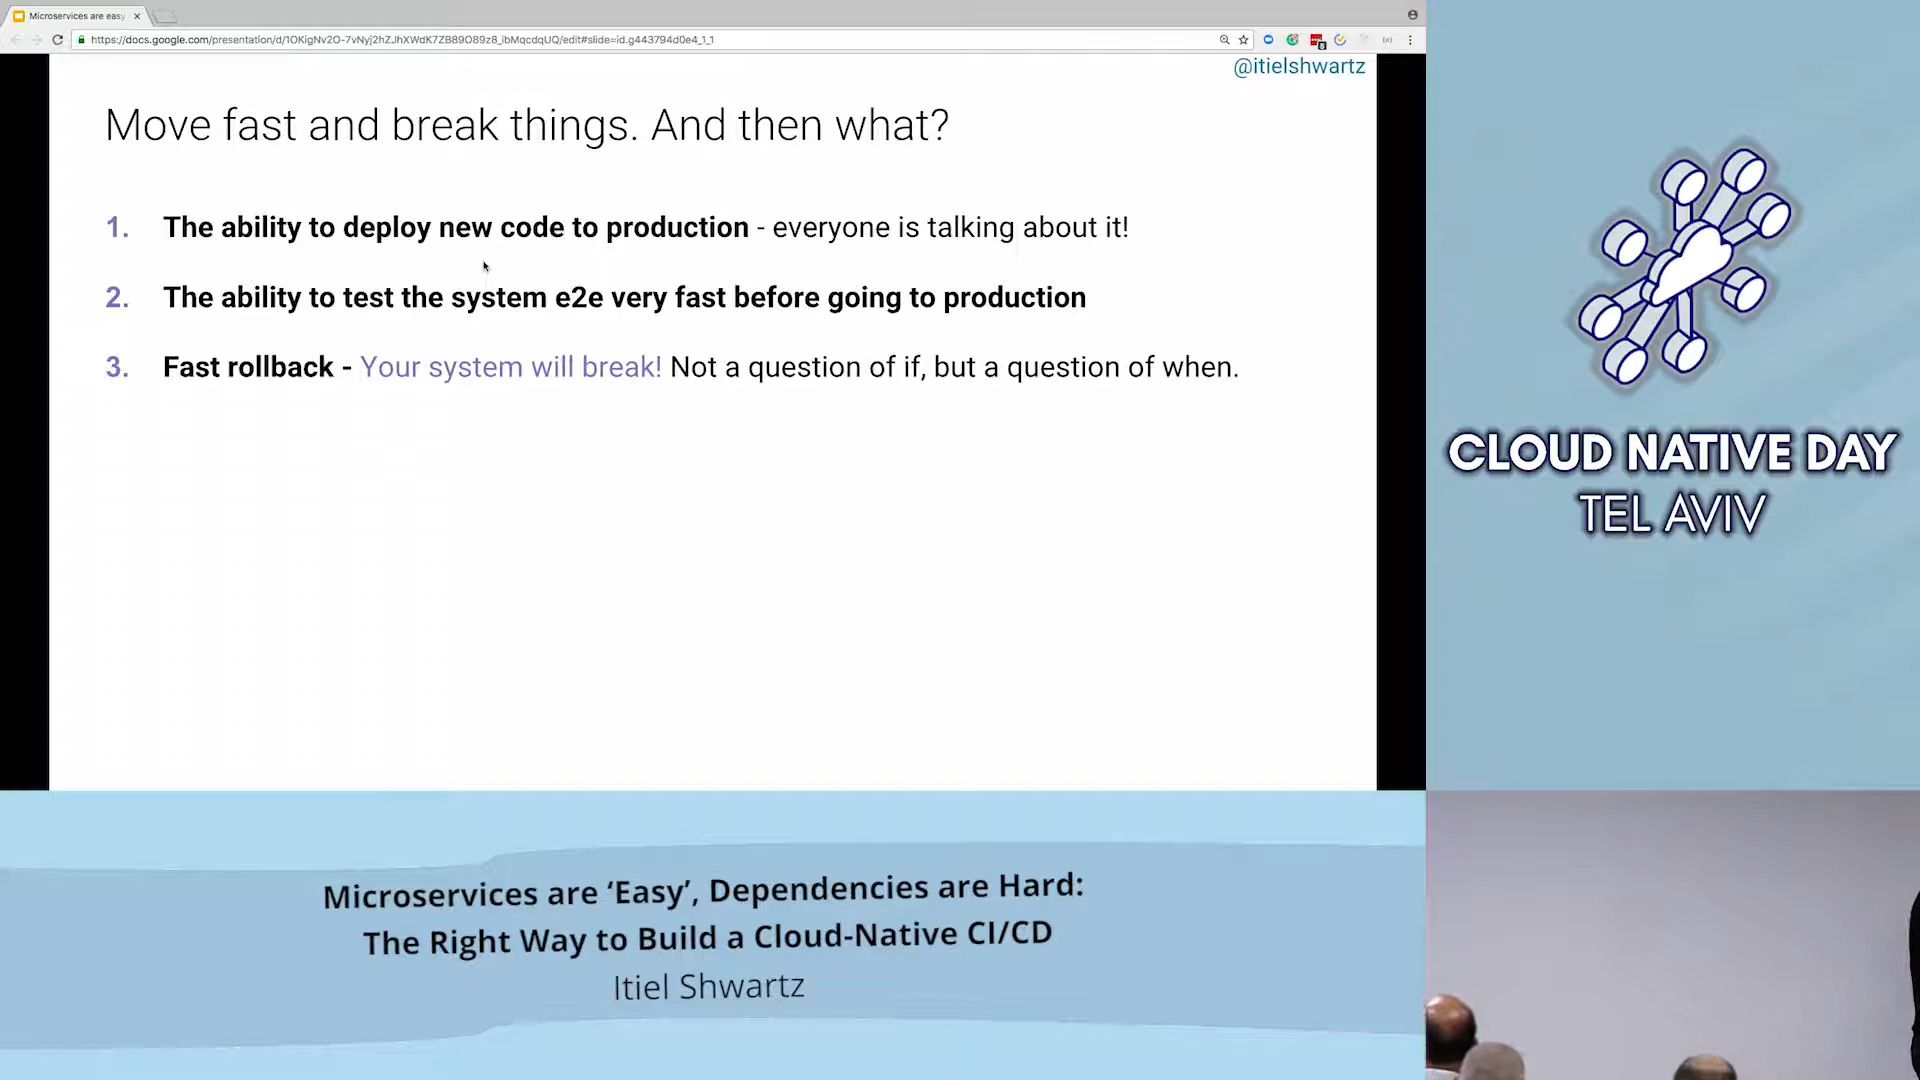 Microservices are easy
https://docs.google.com/presentation/d/1OKigNv2O-7vNyj2hZJhXWdK7ZB89O89z8_ibMqcdqUQ/edit#slide=id.g443794d0e4_1_1
@itielshwartz
Move fast and break things. And then what?
1. The ability to deploy new code to production - everyone is talking about it!
2. The ability to test the system e2e very fast before going to production
3. Fast rollback - Your system will break! Not a question of if, but a question of when.
CLOUD NATIVE DAY
TEL AVIV
Microservices are ‘Easy’, Dependencies are Hard:
The Right Way to Build a Cloud-Native CI/CD
Itiel Shwartz